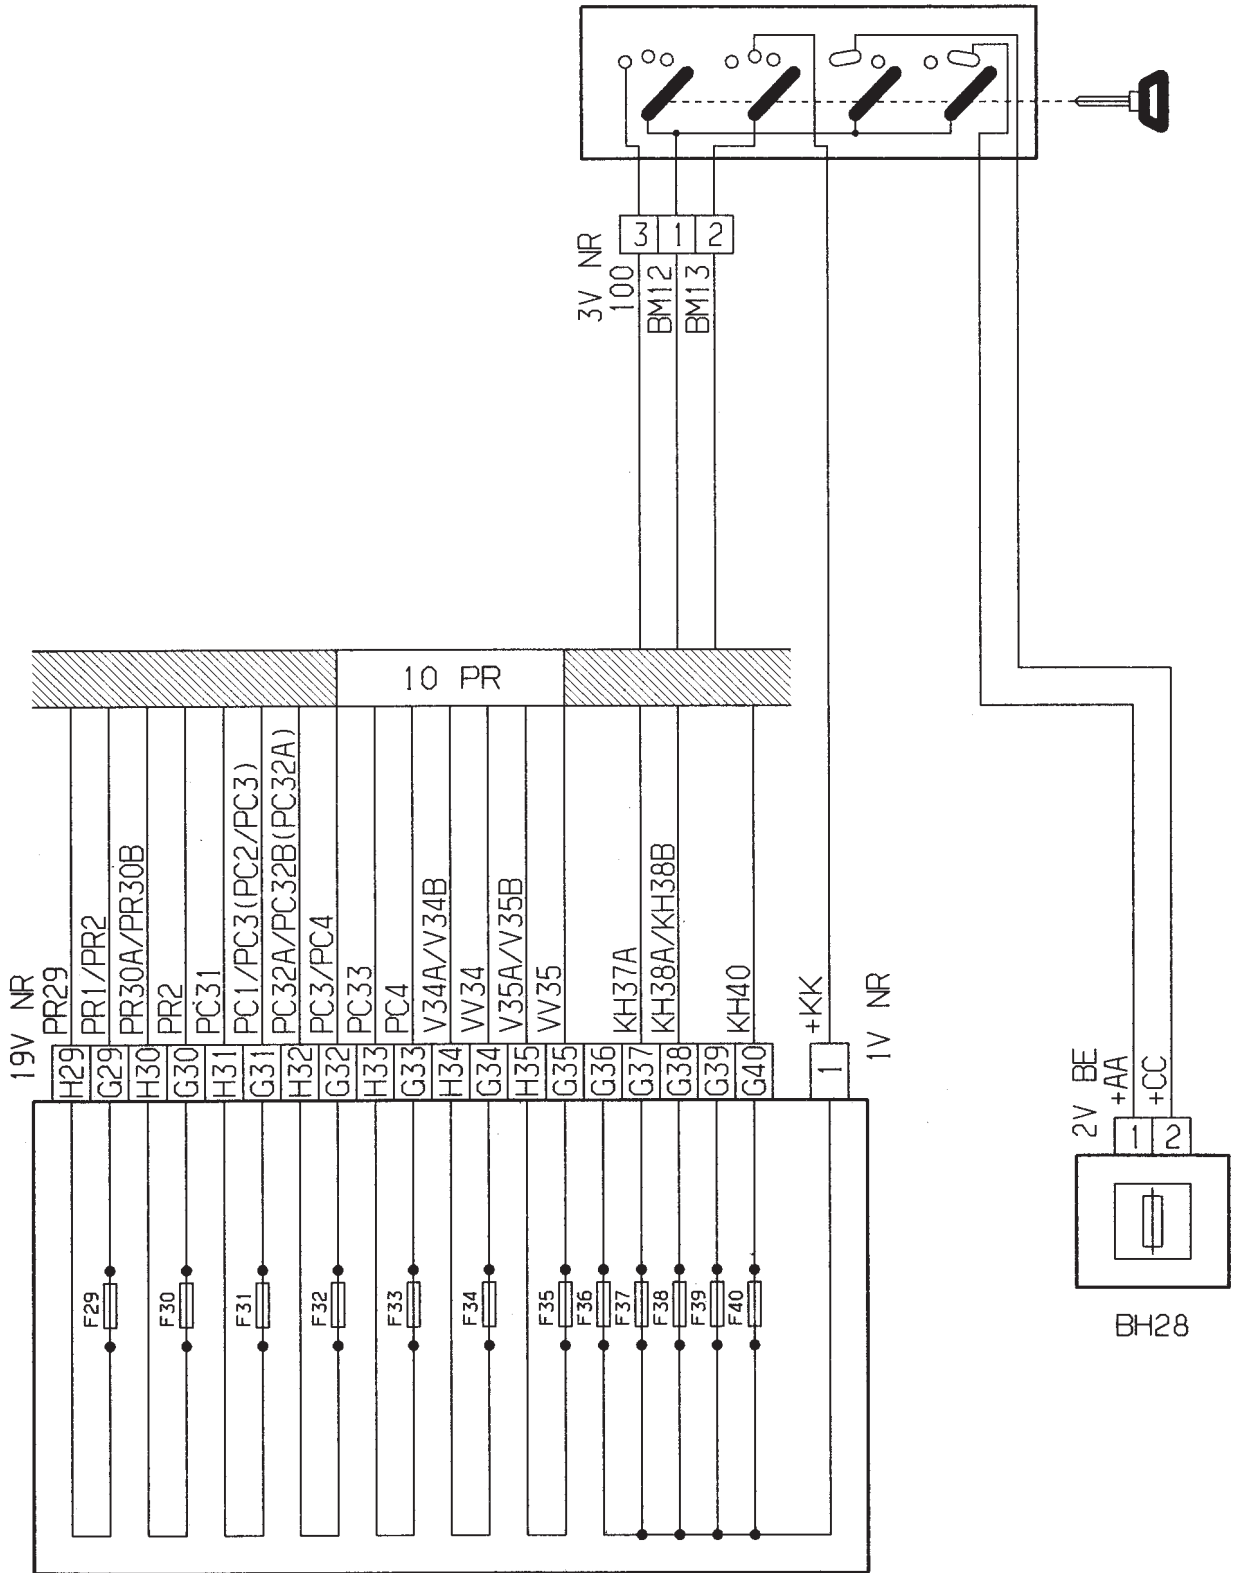 3V NR
3
1
2
100
BM12
BM13
10 PR
19V NR
PR29
PR1/PR2
PR30A/PR30B
PR2
PC31
PC1/PC3(PC2/PC3)
PC32A/PC32B(PC32A)
PC3/PC4
PC33
PC4
V34A/V34B
VV34
V35A/V35B
VV35
KH37A
KH38A/KH38B
KH40
+KK
1V NR
H29
G29
H30
G30
H31
G31
H32
G32
H33
G33
H34
G34
H35
G35
G36
G37
G38
G39
G40
1
2V BE
+AA
+CC
1
2
F29
F30
F31
F32
F33
F34
F35
F36
F37
F38
F39
F40
BH28